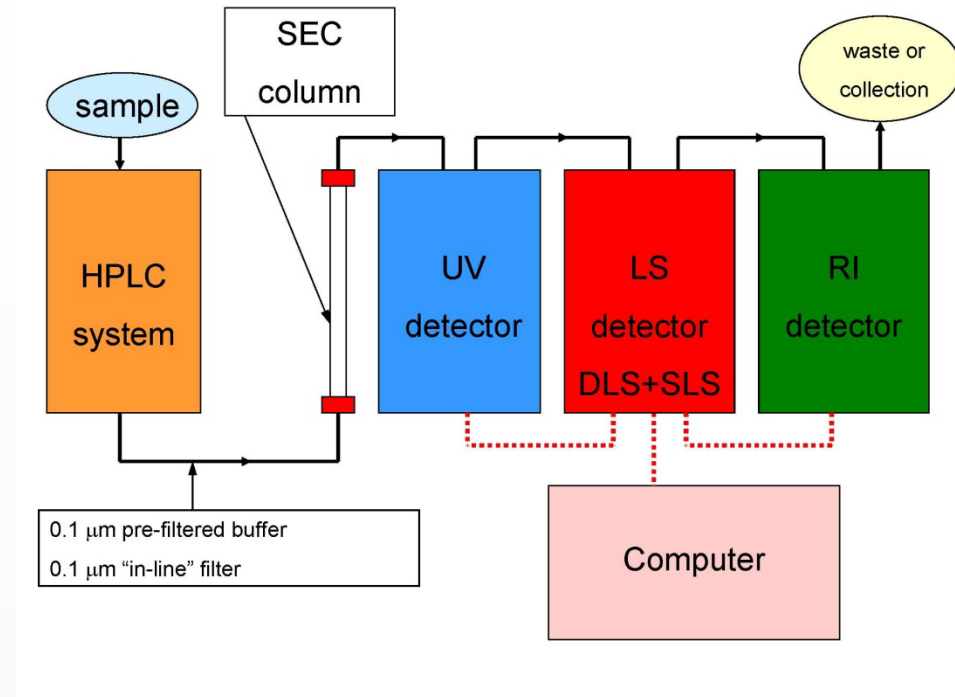 SEC
column
waste or
collection
sample
HPLC
system
UV
detector
LS
detector
DLS+SLS
RI
detector
0.1 μm pre-filtered buffer
0.1 μm “in-line” filter
Computer